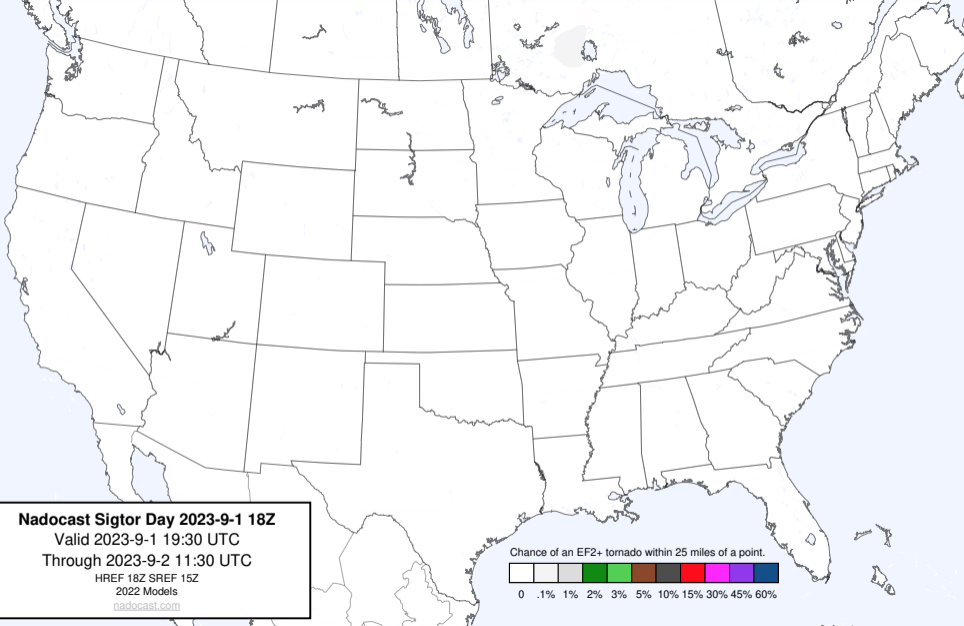 Nadocast Sigtor Day 2023-9-1 18Z
Valid 2023-9-1 19:30 UTC
Through 2023-9-2 11:30 UTC
HREF 18Z SREF 15Z
2022 Models
nadocast.com
Chance of an EF2+ tornado within 25 miles of a point.
0 .1% 1% 2% 3% 5% 10% 15% 30% 45% 60%